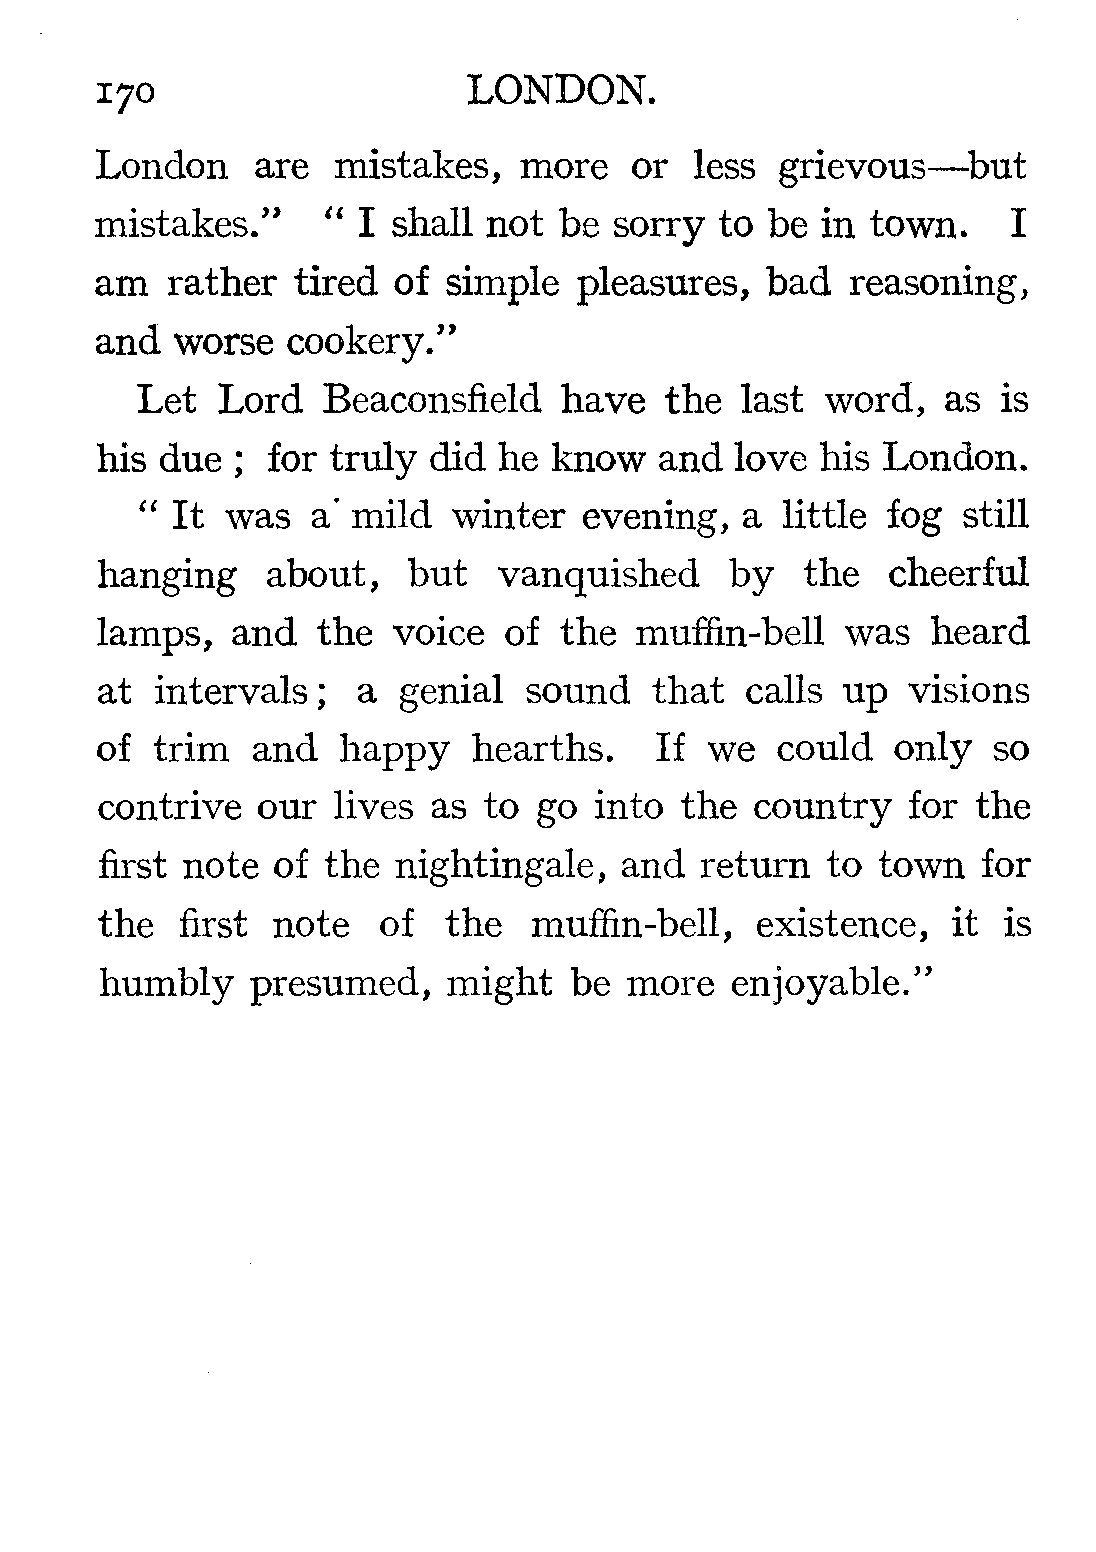 170 LONDON.
London are mistakes, more or less grievous—but
mistakes." " I shall not be sorry to be in town. I
am rather tired of simple pleasures, bad reasoning,
and worse cookery."
Let Lord Beaconsfield have the last word, as is
his due ; for truly did he know and love his London.
" It was a mild winter evening, a little fog still
hanging about, but vanquished by the cheerful
lamps, and the voice of the muffin-bell was heard
at intervals ; a genial sound that calls up visions
of trim and happy hearths. If we could only so
contrive our lives as to go into the country for the
first note of the nightingale, and return to town for
the first note of the muffin-bell, existence, it is
humbly presumed, might be more enjoyable."